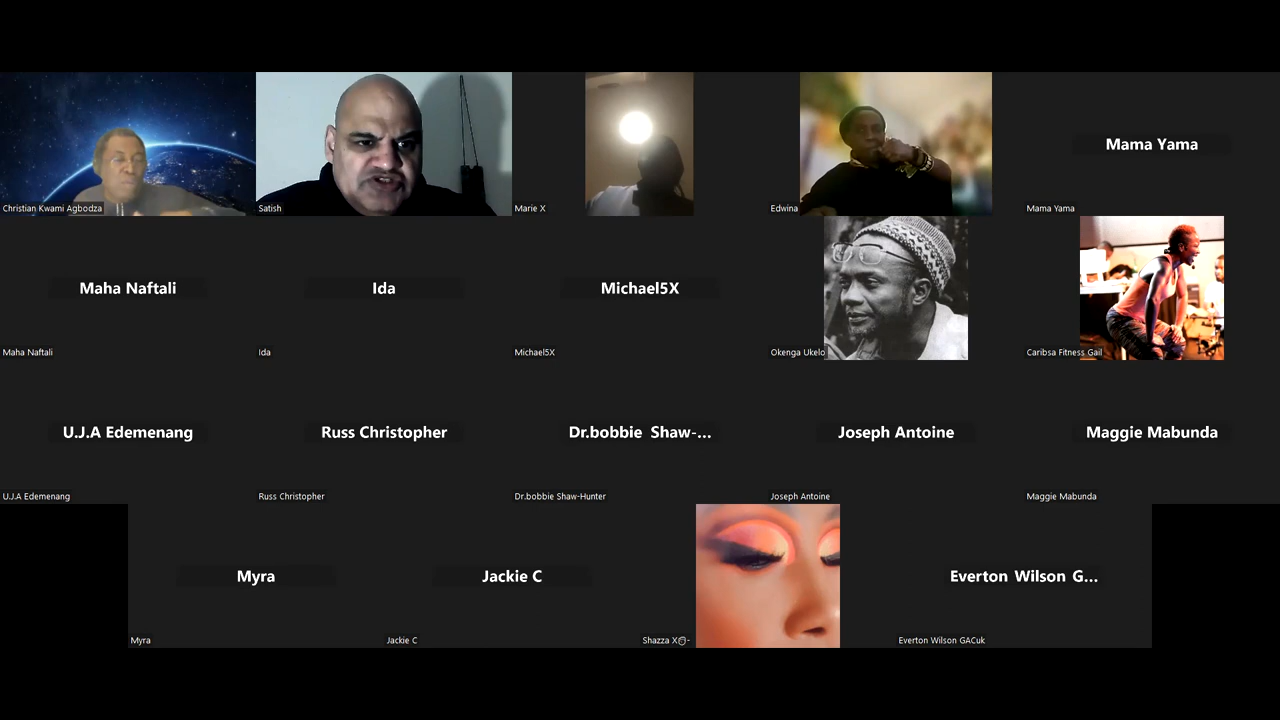 Christian Kwami Agbodza
Satish
Marie X
Edwina
Mama Yama
Mama Yama
Maha Naftali
Maha Naftali
Ida
Ida
Michael5X
Michael5X
Okenga Ukelo
Caribsa Fitness Gail
U.J.A Edemenang
U.J.A Edemenang
Russ Christopher
Russ Christopher
Dr.bobbie Shaw-...
Dr.bobbie Shaw-Hunter
Joseph Antoine
Joseph Antoine
Maggie Mabunda
Maggie Mabunda
Myra
Myra
Jackie C
Jackie C
Shazza X
Everton Wilson G...
Everton Wilson GACuk